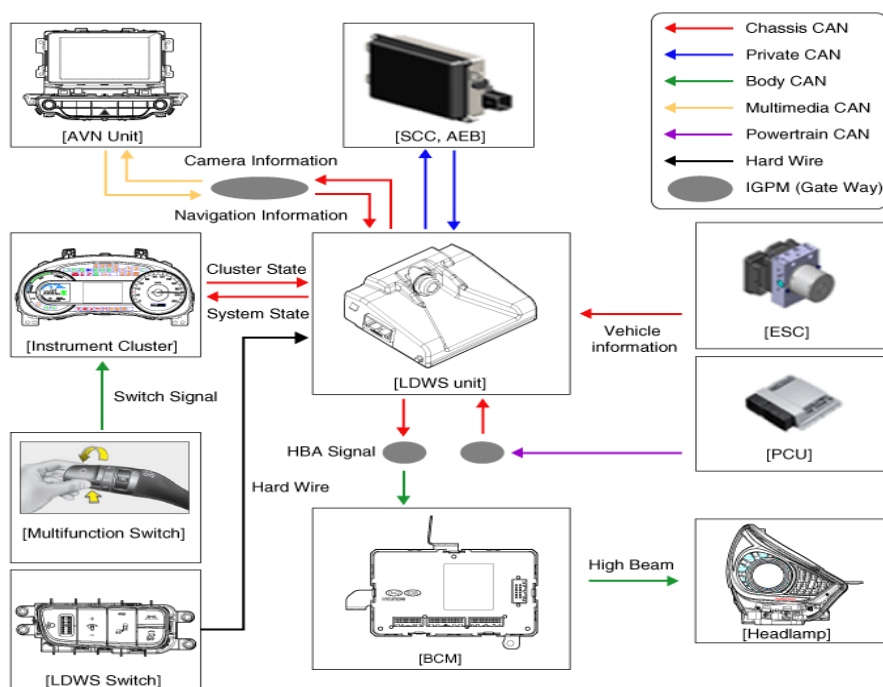 Chassis CAN
Private CAN
Body CAN
Multimedia CAN
Powertrain CAN
Hard Wire
IGPM (Gate Way)
[AVN Unit]
[SCC, AEB]
Camera Information
Navigation Information
Cluster State
System State
[Instrument Cluster]
[LDWS unit]
Vehicle
information
[ESC]
Switch Signal
HBA Signal
[PCU]
Hard Wire
[Multifunction Switch]
High Beam
[Headlamp]
[BCM]
[LDWS Switch]